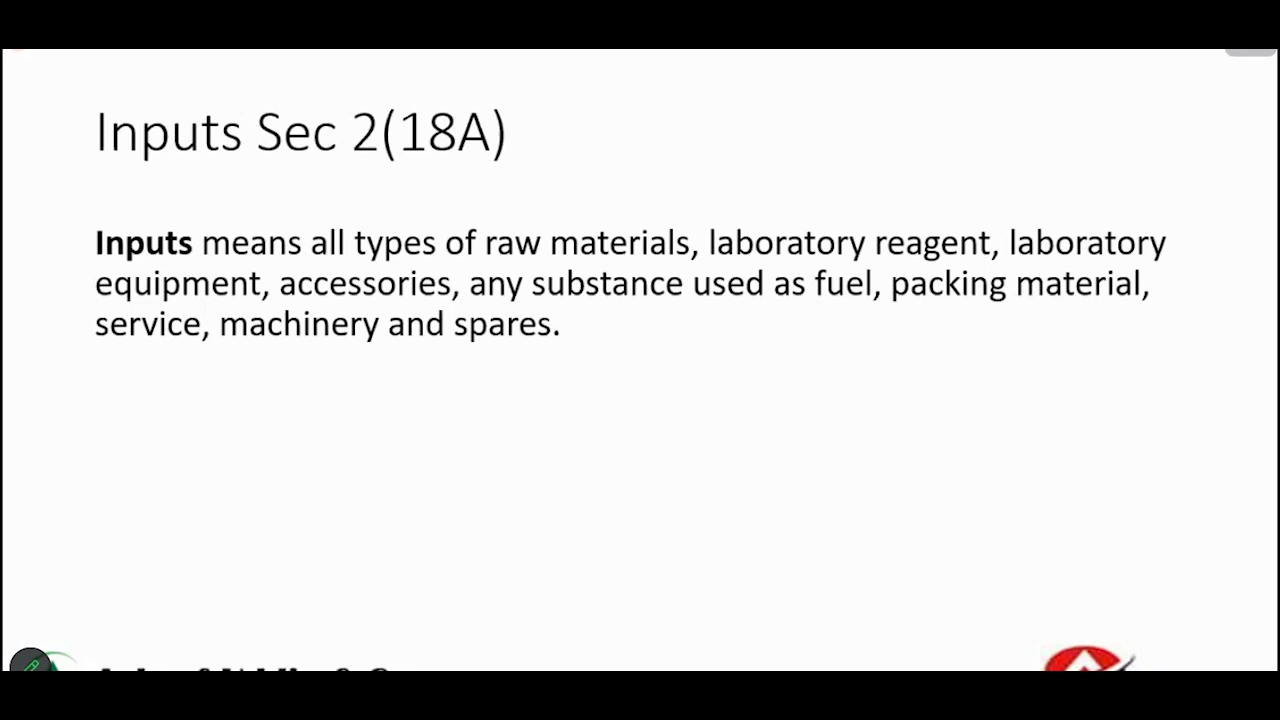 Inputs Sec 2(18A)
Inputs means all types of raw materials, laboratory reagent, laboratory
equipment, accessories, any substance used as fuel, packing material,
service, machinery and spares.